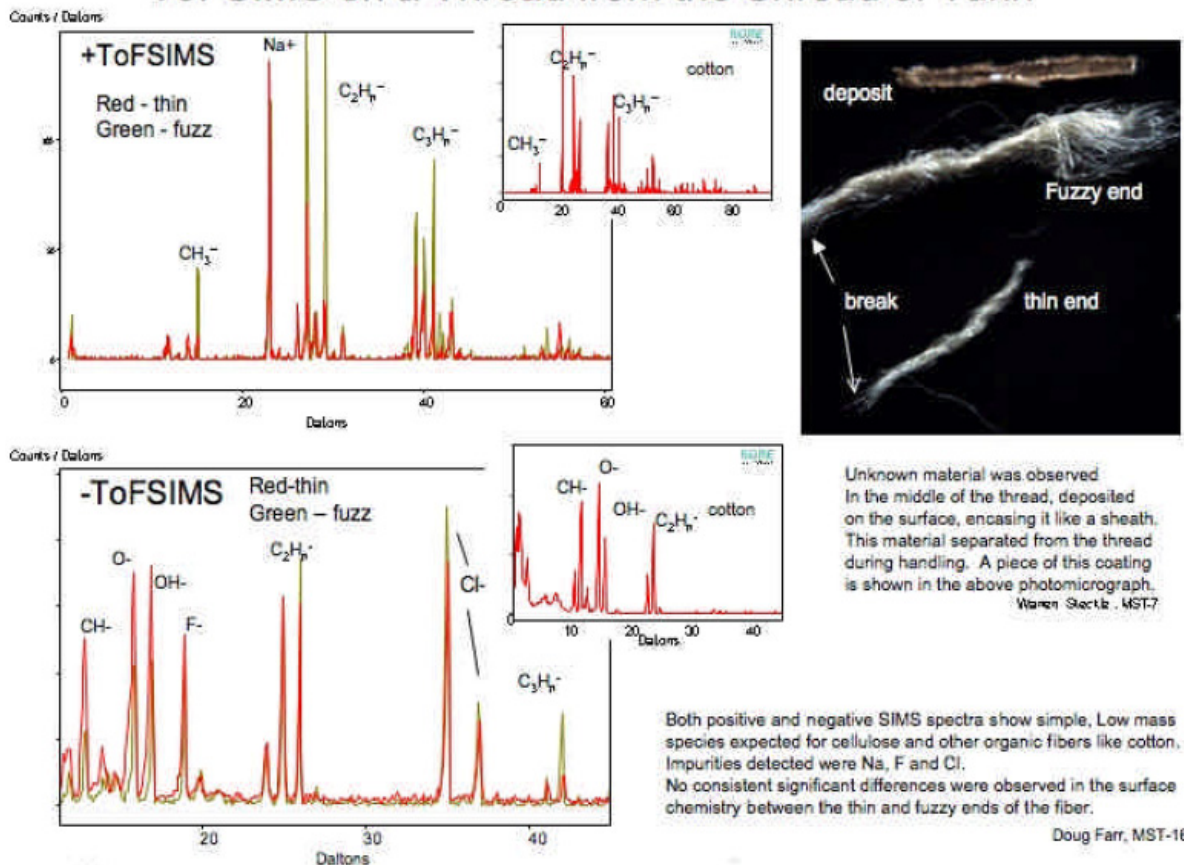 Counts / Daltons
+ToFSIMS
Red - thin
Green - fuzz
Na+
C₂Hₙ⁻
C₃Hₙ⁻
CH₃⁻
0
20
40
60
Daltons
cotton
C₂Hₙ⁻
C₃Hₙ⁻
CH₃⁻
0
20
40
60
80
deposit
Fuzzy end
break
thin end
Counts / Daltons
-ToFSIMS
Red-thin
Green – fuzz
O-
OH-
CH-
F-
C₂Hₙ⁻
Cl-
C₃Hₙ⁻
20
30
40
Daltons
O-
CH-
OH-
cotton
C₂Hₙ⁻
0
10
20
30
40
Daltons
Unknown material was observed
In the middle of the thread, deposited
on the surface, encasing it like a sheath.
This material separated from the thread
during handling. A piece of this coating
is shown in the above photomicrograph.
MST-7
Both positive and negative SIMS spectra show simple, Low mass
species expected for cellulose and other organic fibers like cotton.
Impurities detected were Na, F and Cl.
No consistent significant differences were observed in the surface
chemistry between the thin and fuzzy ends of the fiber.
Doug Farr, MST-16